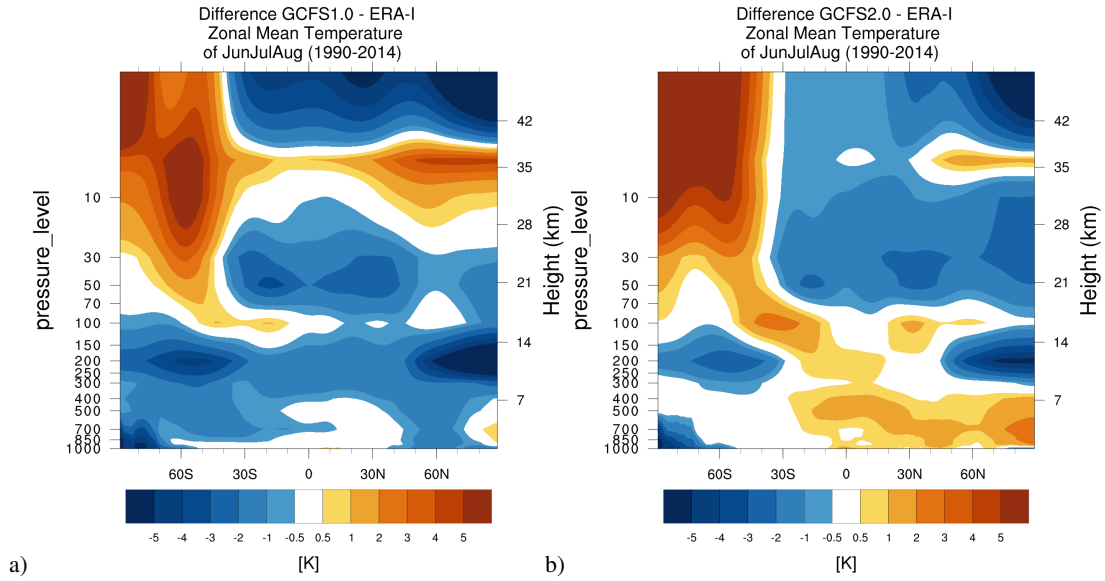 Difference GCFS1.0 - ERA-I
Zonal Mean Temperature
of JunJulAug (1990-2014)
pressure_level
10
30
50
70
100
150
200
250
300
400
500
700
850
1000
42
35
28
21
14
7
Height (km)
60S 30S 0 30N 60N
-5 -4 -3 -2 -1 -0.5 0.5 1 2 3 4 5
[K]
a)
Difference GCFS2.0 - ERA-I
Zonal Mean Temperature
of JunJulAug (1990-2014)
pressure_level
10
30
50
70
100
150
200
250
300
400
500
700
850
1000
42
35
28
21
14
7
Height (km)
60S 30S 0 30N 60N
-5 -4 -3 -2 -1 -0.5 0.5 1 2 3 4 5
[K]
b)